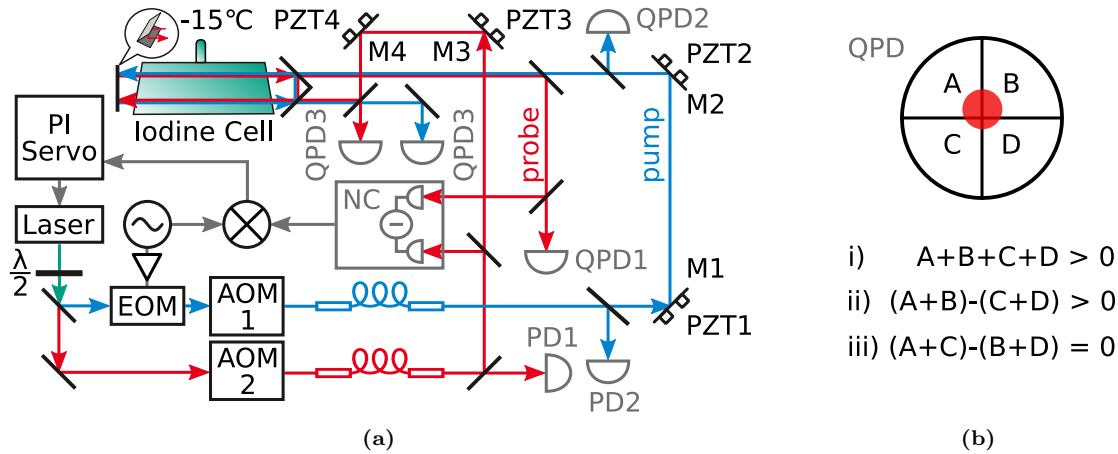 -15°C
PZT4
PZT3
QPD2
QPD
M4
M3
PZT2
A
B
M2
C
D
Iodine Cell
PI
Servo
QPD3
QPD3
probe
pump
NC
Laser
λ/2
QPD1
M1
i) A+B+C+D > 0
EOM
AOM
1
PZT1
ii) (A+B)-(C+D) > 0
PD1
iii) (A+C)-(B+D) = 0
AOM
2
PD2
(a)
(b)